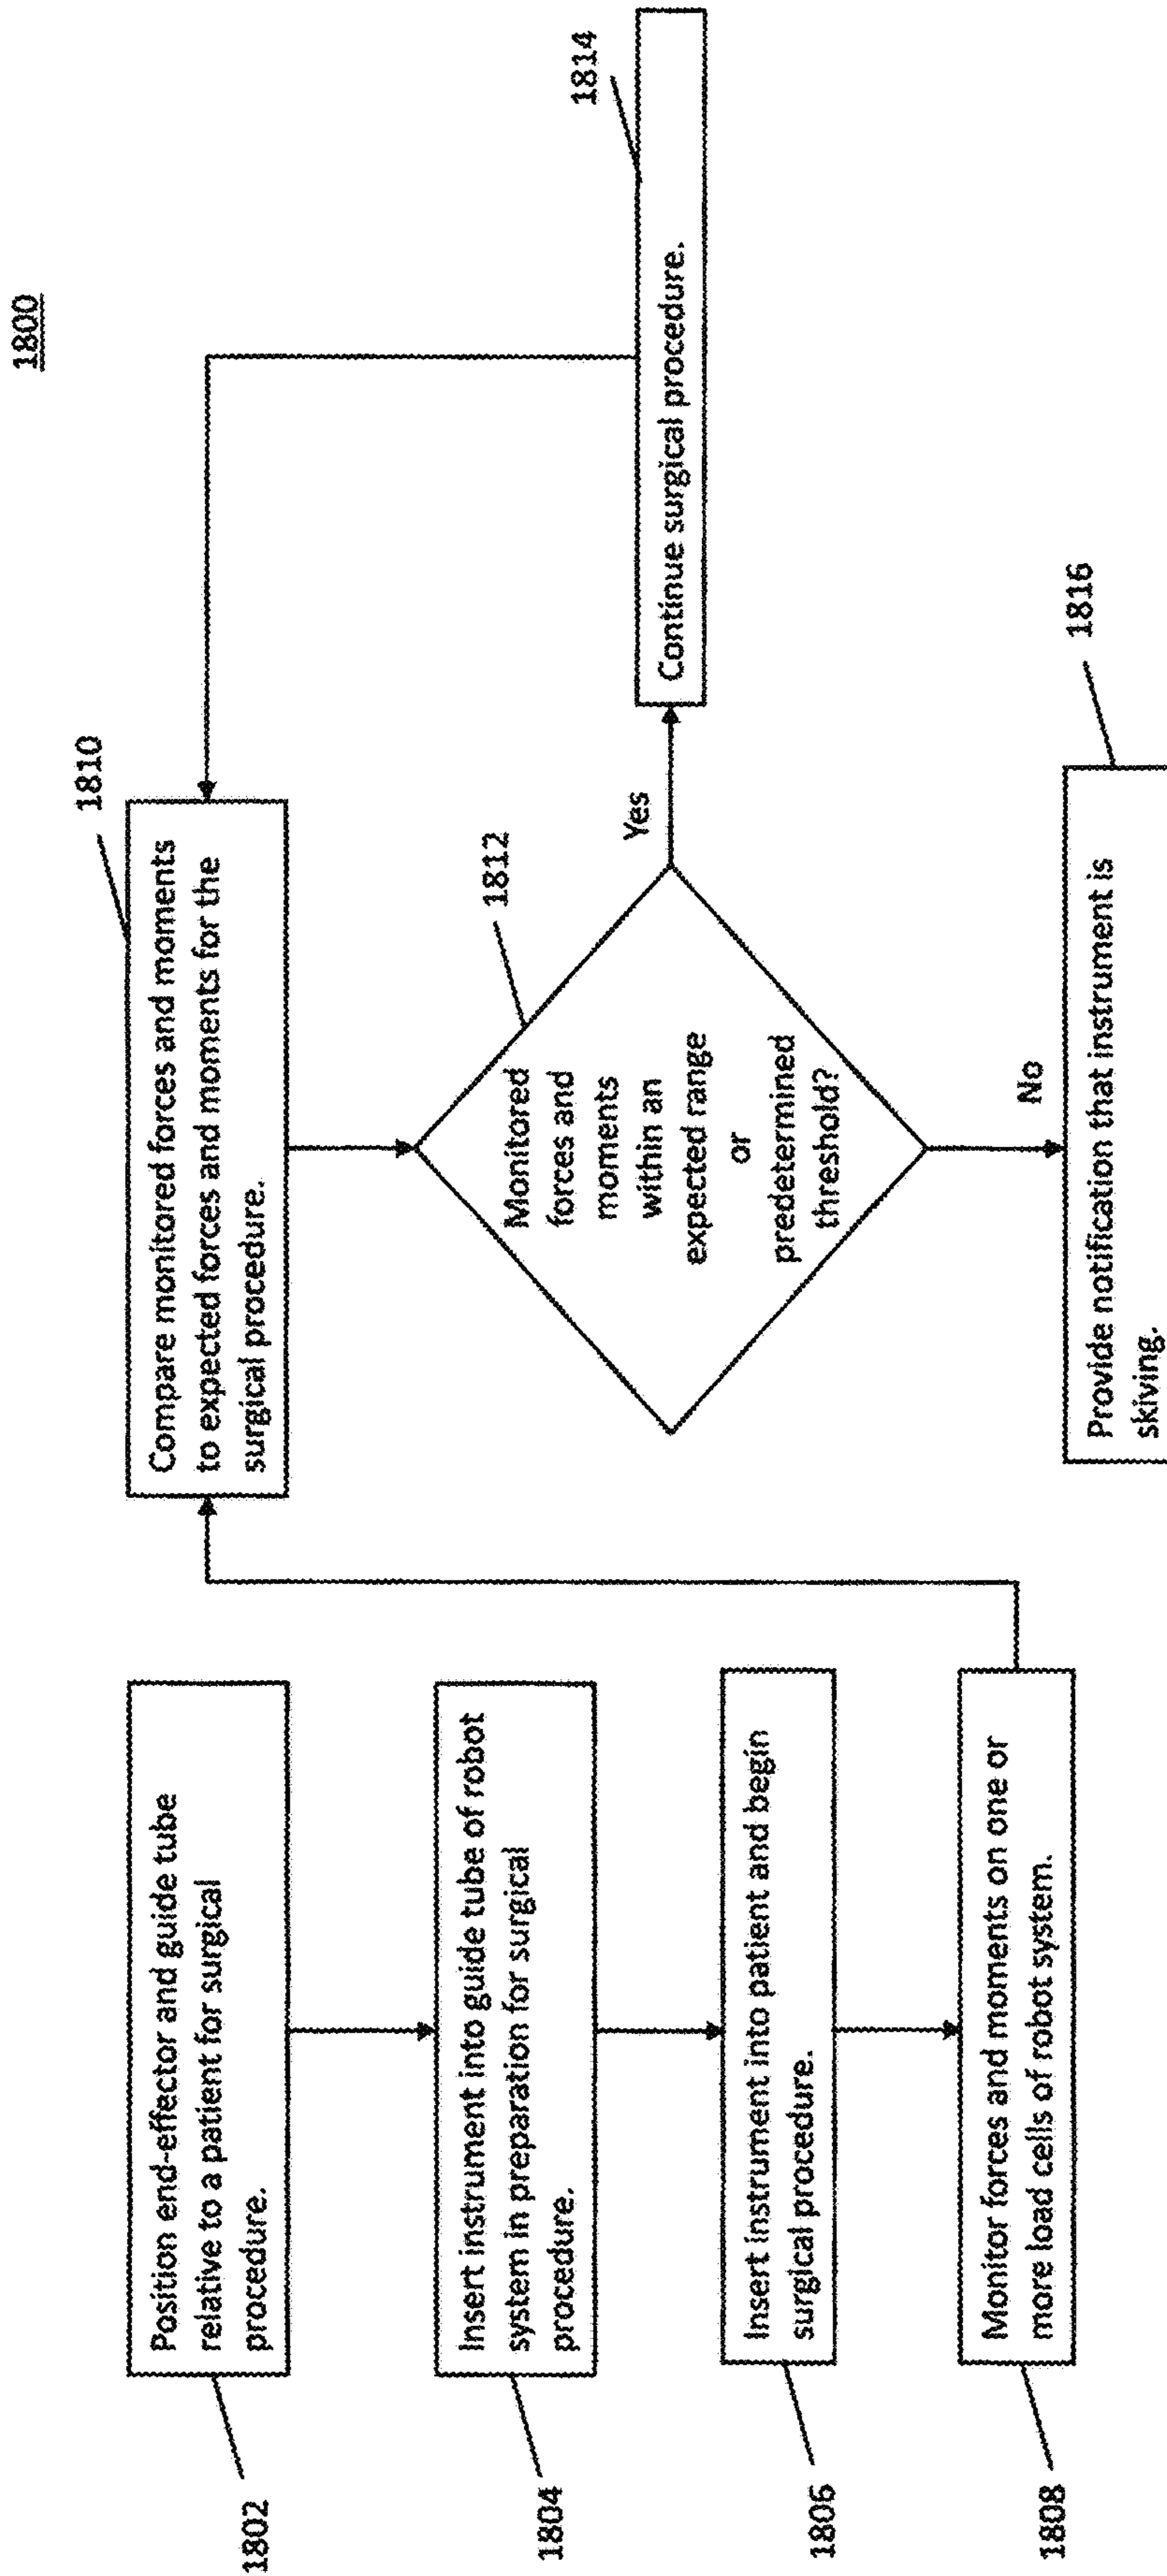 1800
1802
Position end-effector and guide tube
relative to a patient for surgical
procedure.
1804
Insert instrument into guide tube of robot
system in preparation for surgical
procedure.
1806
Insert instrument into patient and begin
surgical procedure.
1808
Monitor forces and moments on one or
more load cells of robot system.
1810
Compare monitored forces and moments
to expected forces and moments for the
surgical procedure.
1812
Monitored
forces and
moments
within an
expected range
or
predetermined
threshold?
Yes
1814
Continue surgical procedure.
No
1816
Provide notification that instrument is
skiving.